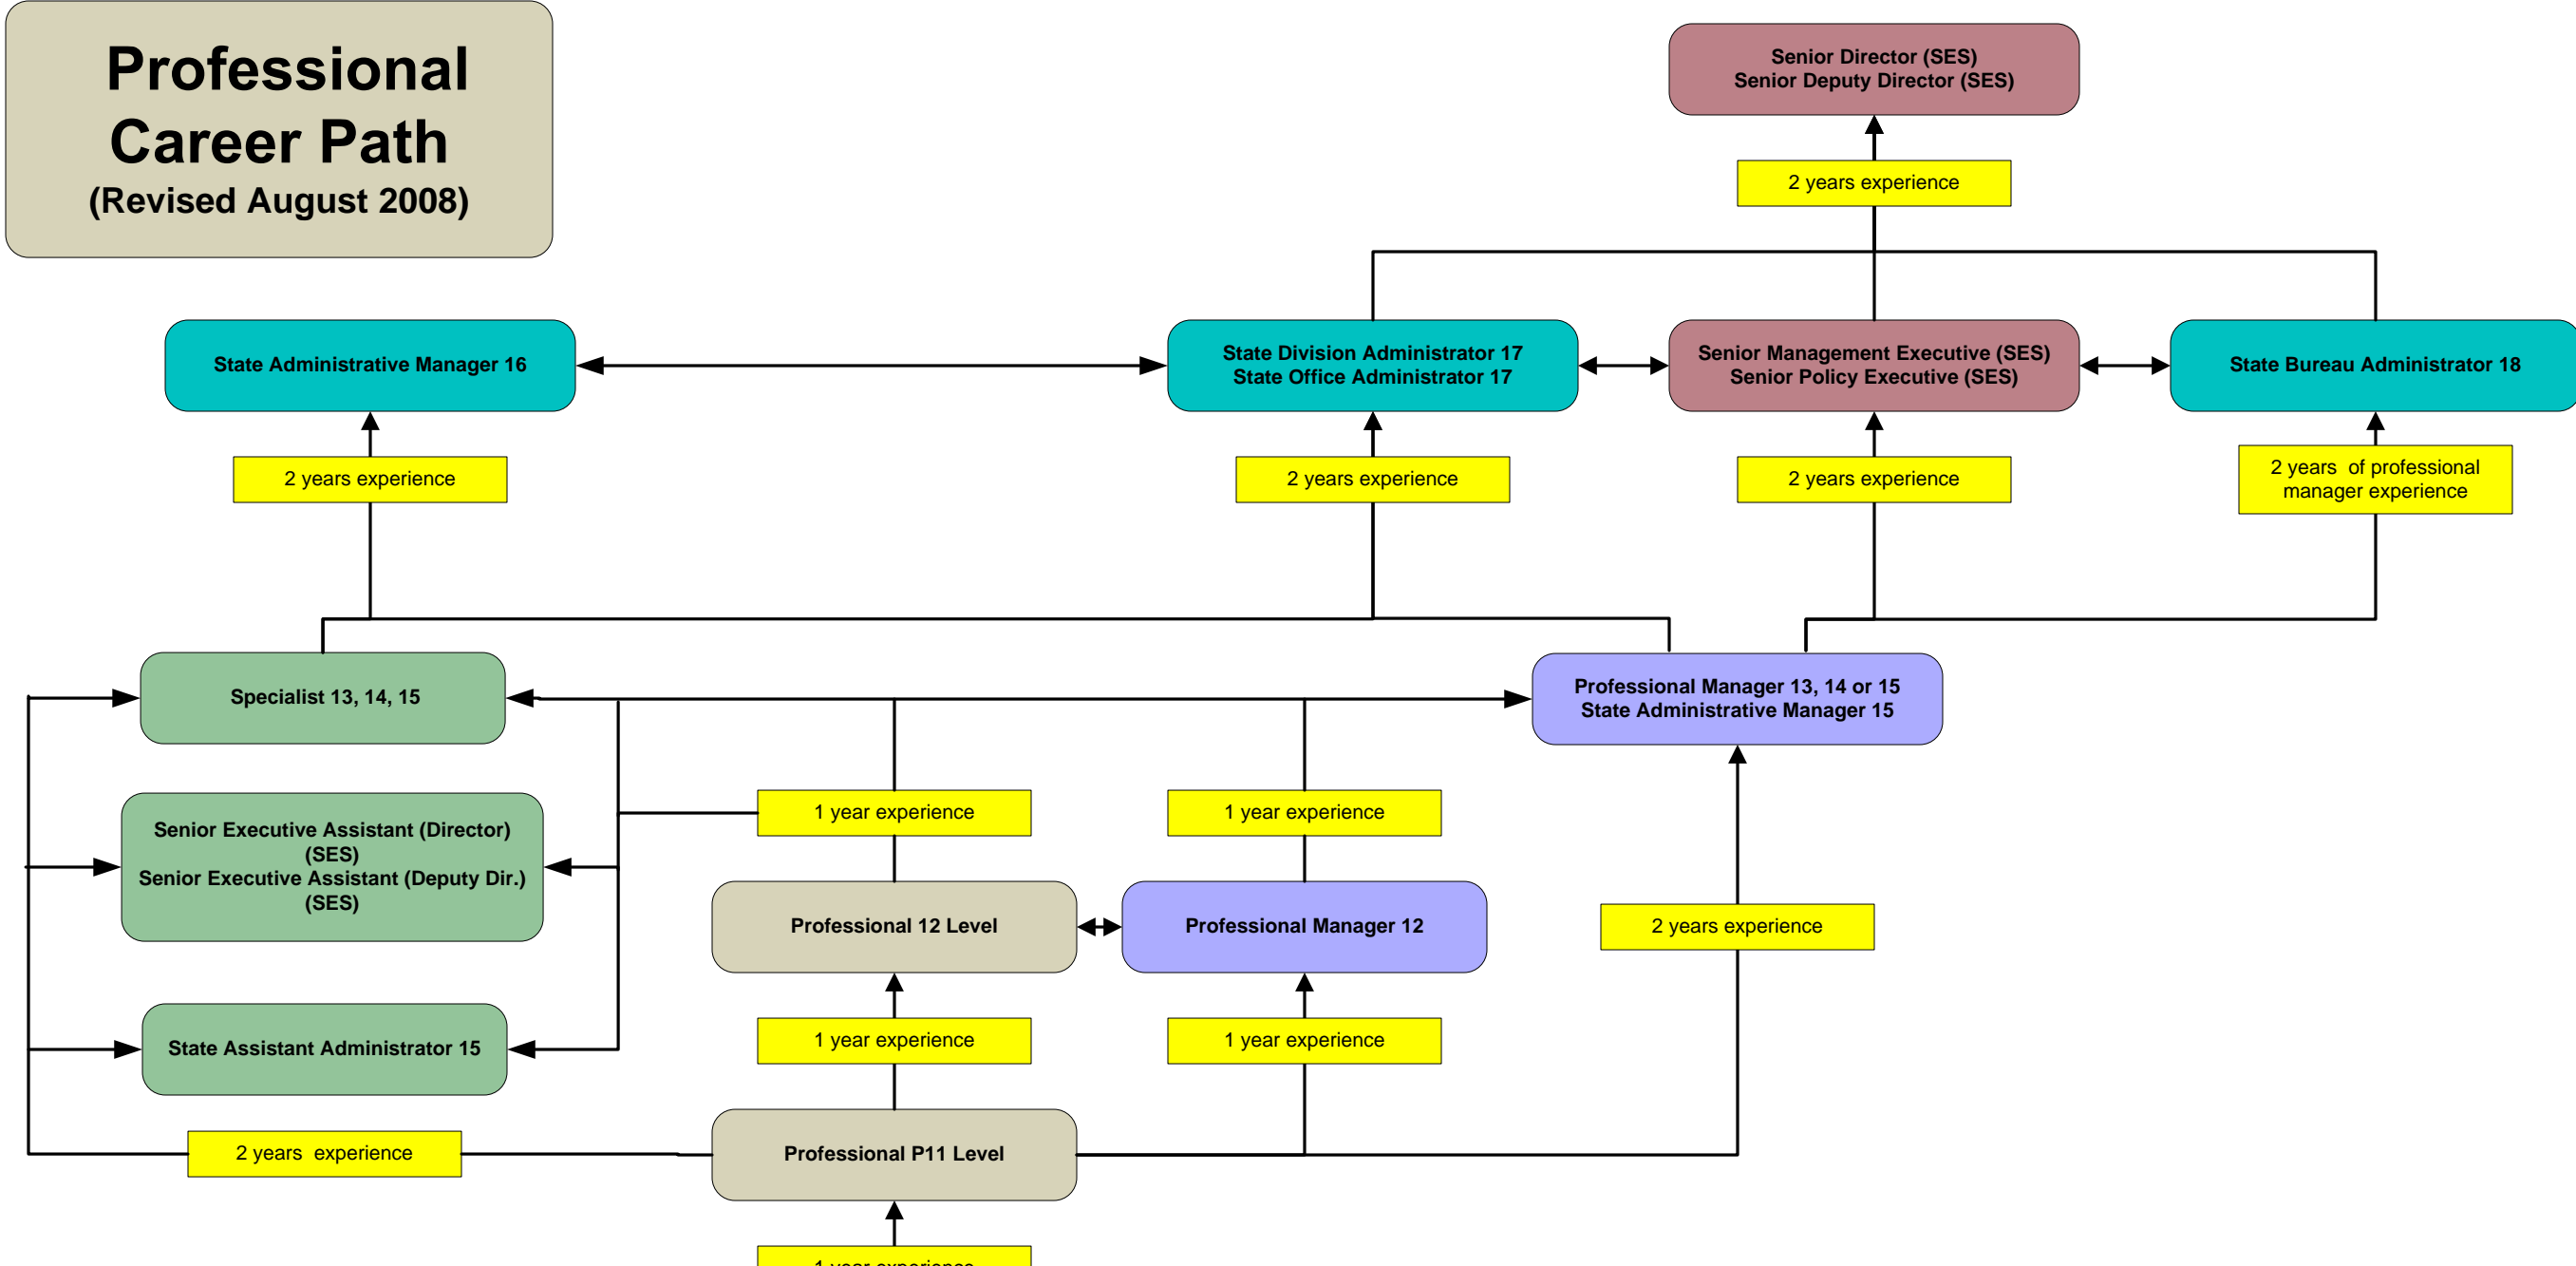 Professional
Career Path
(Revised August 2008)
Senior Director (SES)
Senior Deputy Director (SES)
2 years experience
State Administrative Manager 16
State Division Administrator 17
State Office Administrator 17
Senior Management Executive (SES)
Senior Policy Executive (SES)
State Bureau Administrator 18
2 years experience
2 years experience
2 years experience
2 years  of professional
manager experience
Specialist 13, 14, 15
Professional Manager 13, 14 or 15
State Administrative Manager 15
Senior Executive Assistant (Director)
(SES)
Senior Executive Assistant (Deputy Dir.)
(SES)
1 year experience
1 year experience
Professional 12 Level
Professional Manager 12
2 years experience
State Assistant Administrator 15
1 year experience
1 year experience
2 years  experience
Professional P11 Level
1 year experience